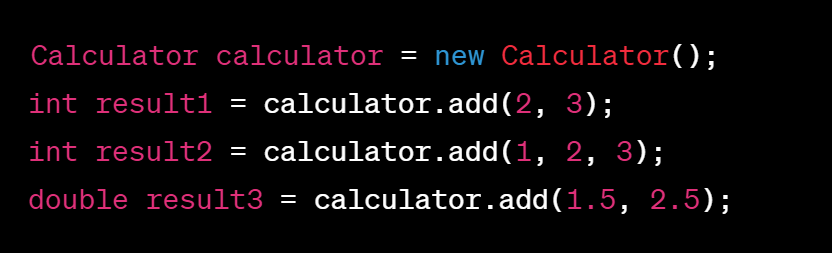 Calculator calculator = new Calculator();
int result1 = calculator.add(2, 3);
int result2 = calculator.add(1, 2, 3);
double result3 = calculator.add(1.5, 2.5);